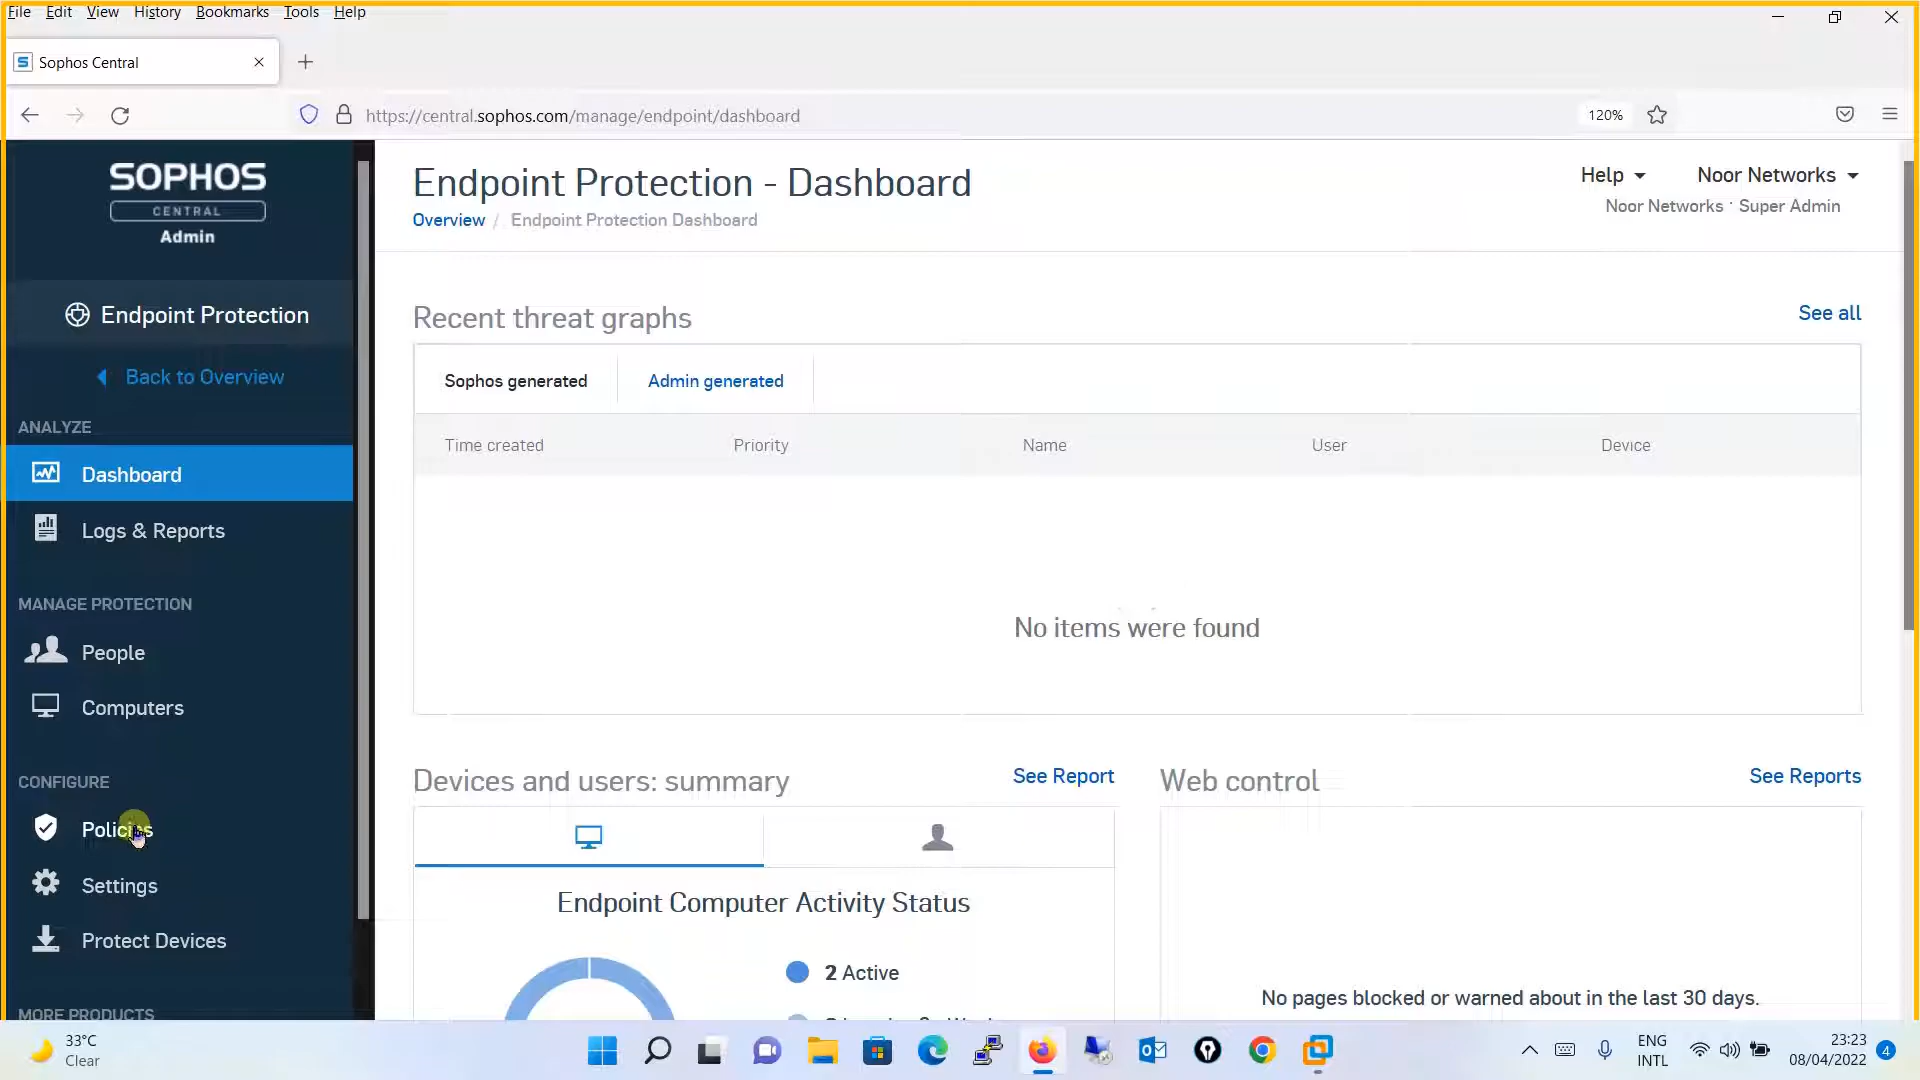 File Edit View History Bookmarks Tools Help
Sophos Central
https://central.sophos.com/manage/endpoint/dashboard
120%
SOPHOS
CENTRAL
Admin
Endpoint Protection
Back to Overview
ANALYZE
Dashboard
Logs & Reports
MANAGE PROTECTION
People
Computers
CONFIGURE
Policies
Settings
Protect Devices
MORE PRODUCTS
Endpoint Protection - Dashboard
Overview / Endpoint Protection Dashboard
Help
Noor Networks
Noor Networks · Super Admin
Recent threat graphs
See all
Sophos generated
Admin generated
Time created Priority Name User Device
No items were found
Devices and users: summary
See Report
Endpoint Computer Activity Status
2 Active
Web control
See Reports
No pages blocked or warned about in the last 30 days.
33°C
Clear
ENG
INTL
23:23
08/04/2022
4